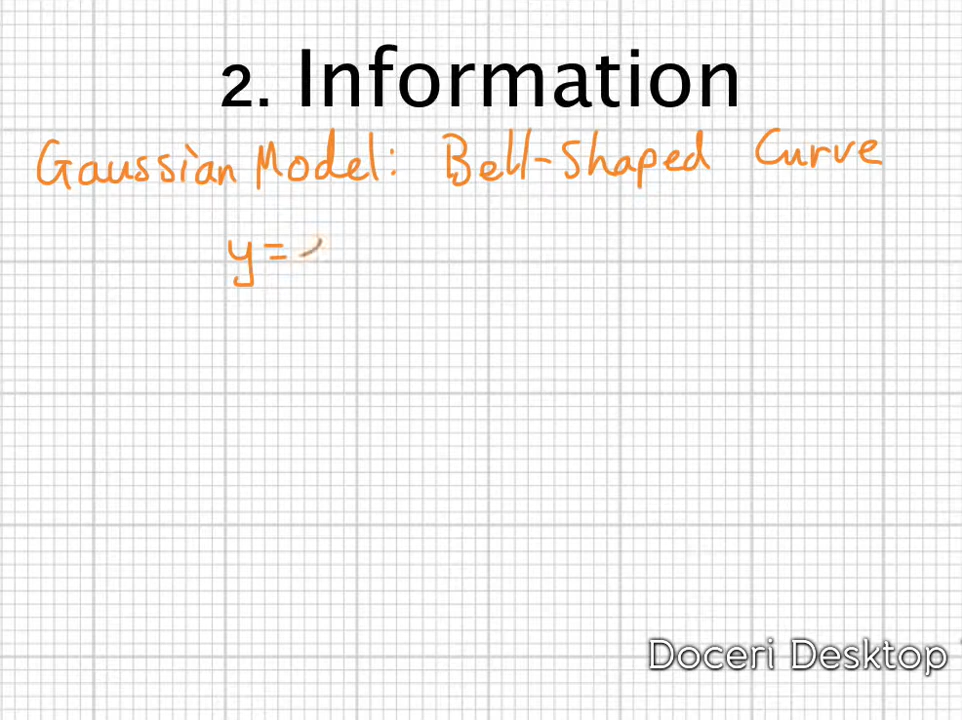 2. Information
Gaussian Model: Bell-Shaped Curve
y=
Doceri Desktop